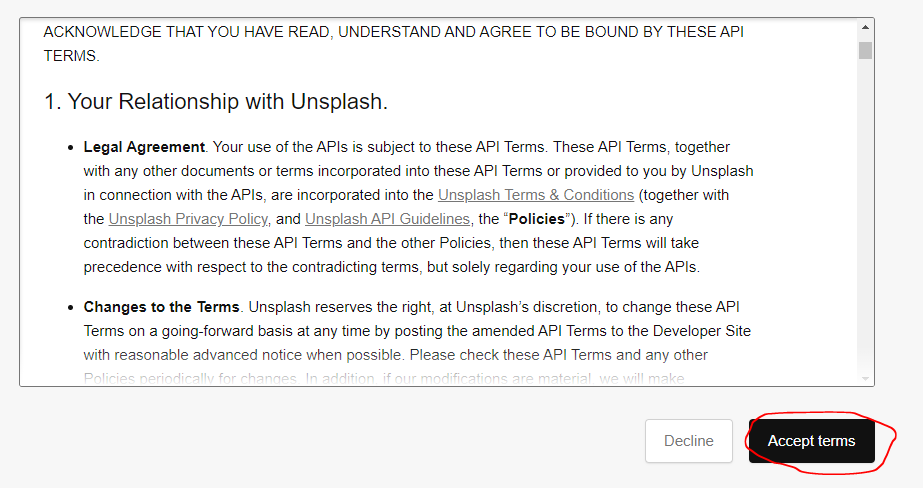 ACKNOWLEDGE THAT YOU HAVE READ, UNDERSTAND AND AGREE TO BE BOUND BY THESE API
TERMS.
1. Your Relationship with Unsplash.
• Legal Agreement. Your use of the APIs is subject to these API Terms. These API Terms, together
with any other documents or terms incorporated into these API Terms or provided to you by Unsplash
in connection with the APIs, are incorporated into the Unsplash Terms & Conditions (together with
the Unsplash Privacy Policy, and Unsplash API Guidelines, the “Policies”). If there is any
contradiction between these API Terms and the other Policies, then these API Terms will take
precedence with respect to the contradicting terms, but solely regarding your use of the APIs.
• Changes to the Terms. Unsplash reserves the right, at Unsplash’s discretion, to change these API
Terms on a going-forward basis at any time by posting the amended API Terms to the Developer Site
with reasonable advanced notice when possible. Please check these API Terms and any other
Policies periodically for changes. In addition, if our modifications are material, we will make
Decline
Accept terms